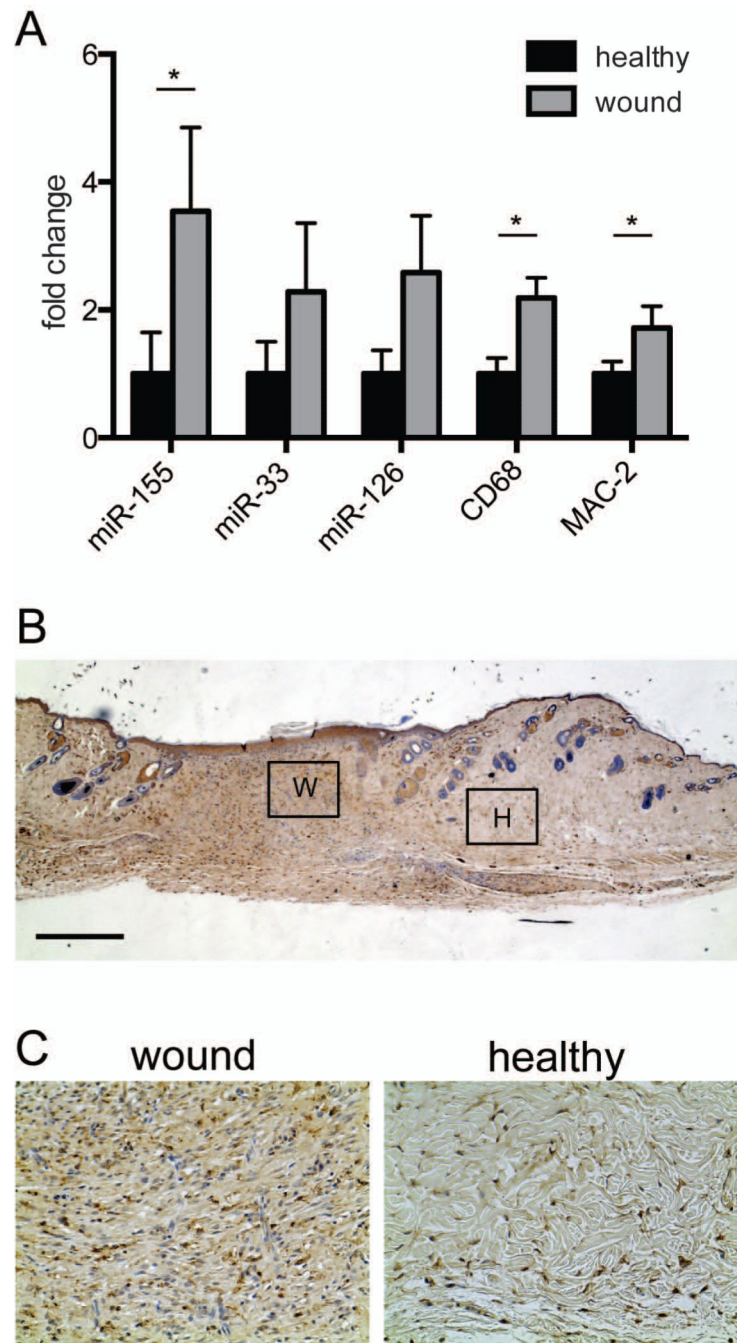 A
6
4
2
0
fold change
healthy
wound
*
*
*
miR-155
miR-33
miR-126
CD68
MAC-2
B
W
H
C
wound
healthy